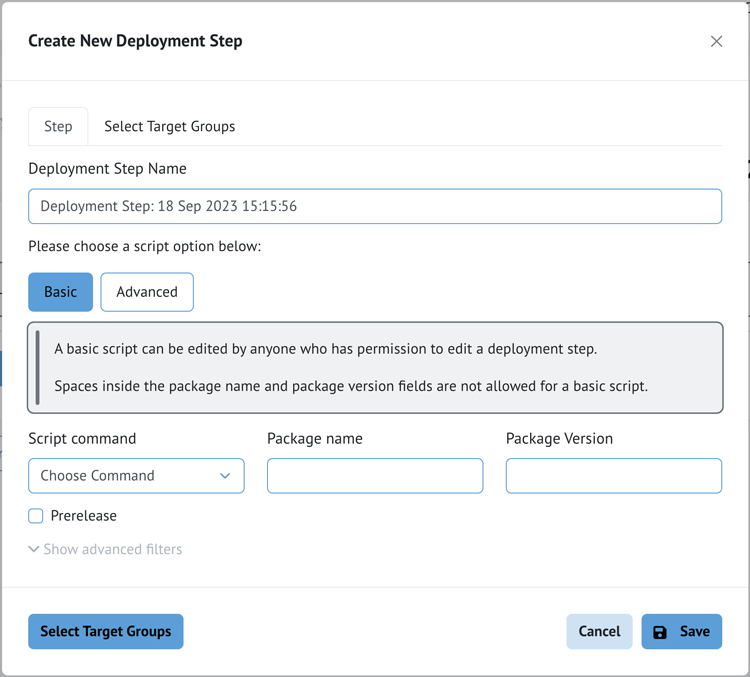 Create New Deployment Step
Step
Select Target Groups
Deployment Step Name
Deployment Step: 18 Sep 2023 15:15:56
Please choose a script option below:
Basic
Advanced
A basic script can be edited by anyone who has permission to edit a deployment step.
Spaces inside the package name and package version fields are not allowed for a basic script.
Script command
Package name
Package Version
Choose Command
Prerelease
Show advanced filters
Select Target Groups
Cancel
Save